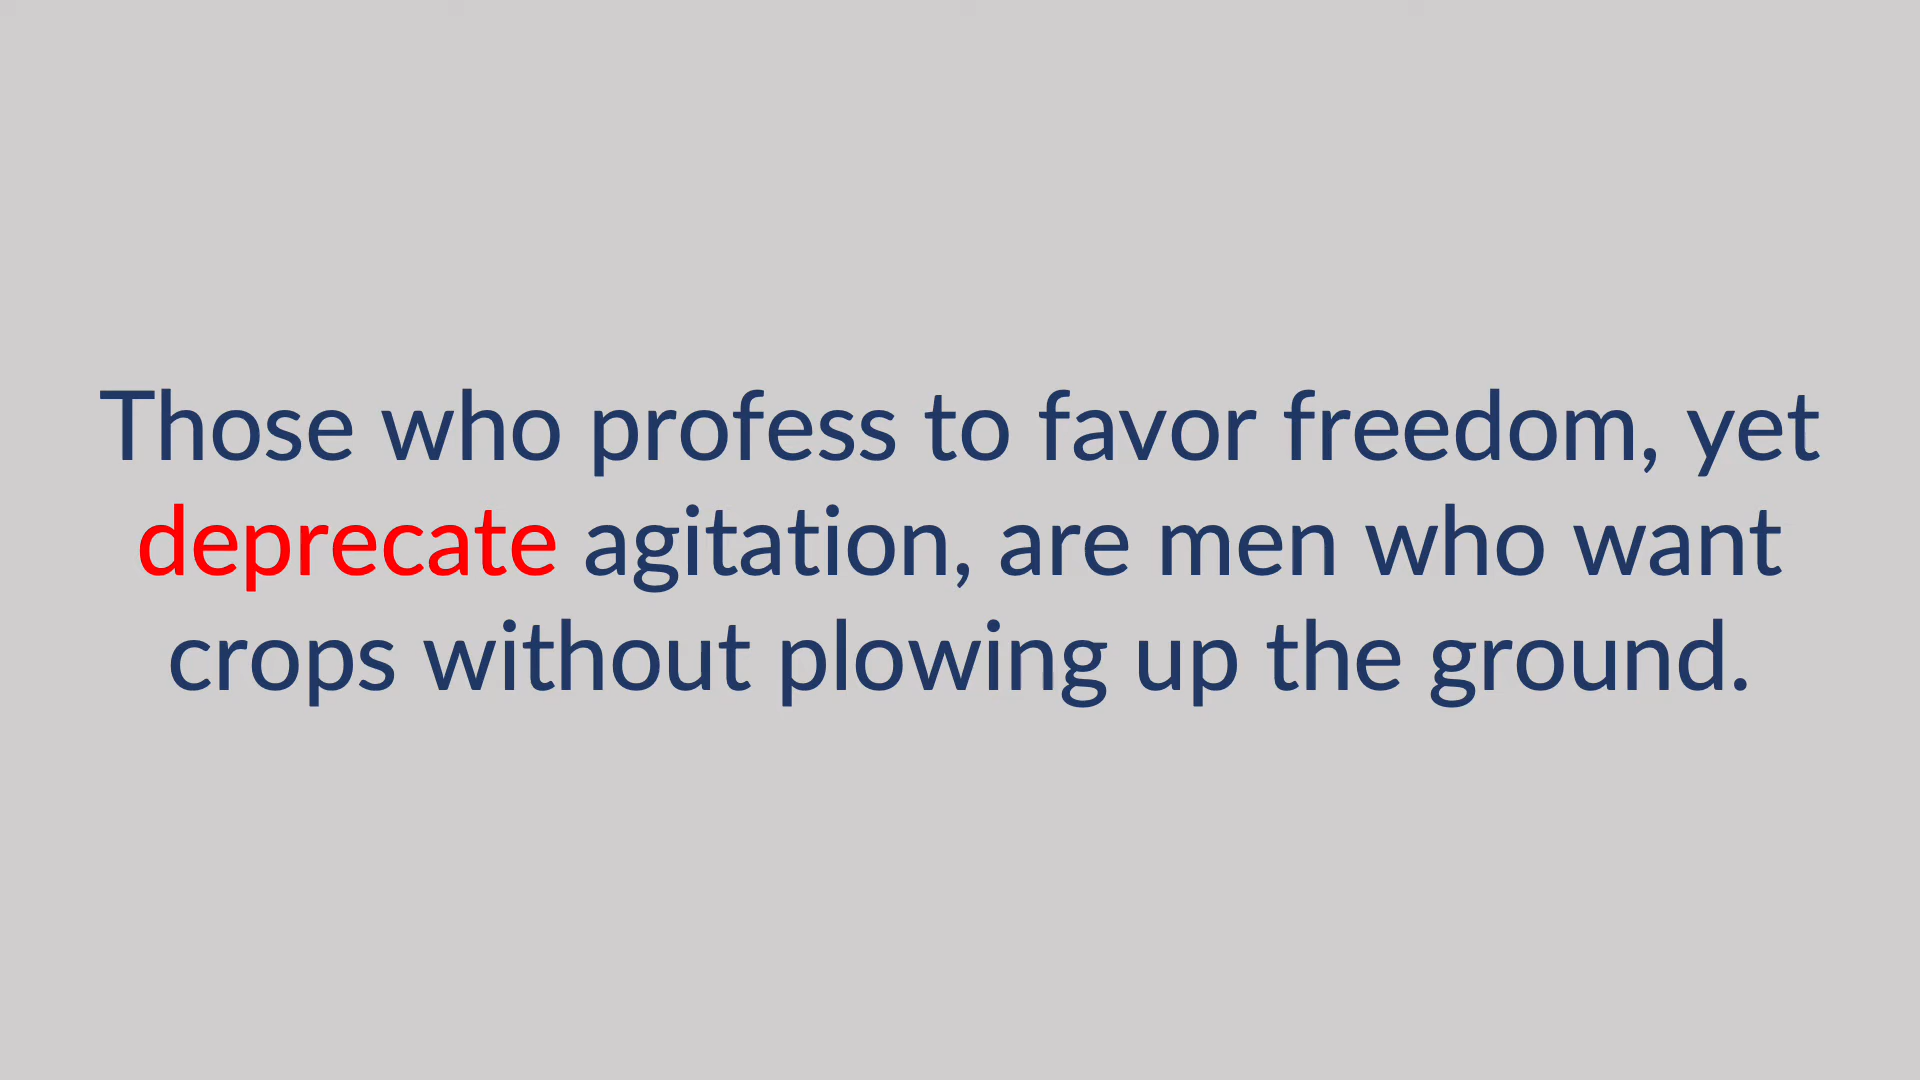 Those who profess to favor freedom, yet
deprecate agitation, are men who want
crops without plowing up the ground.